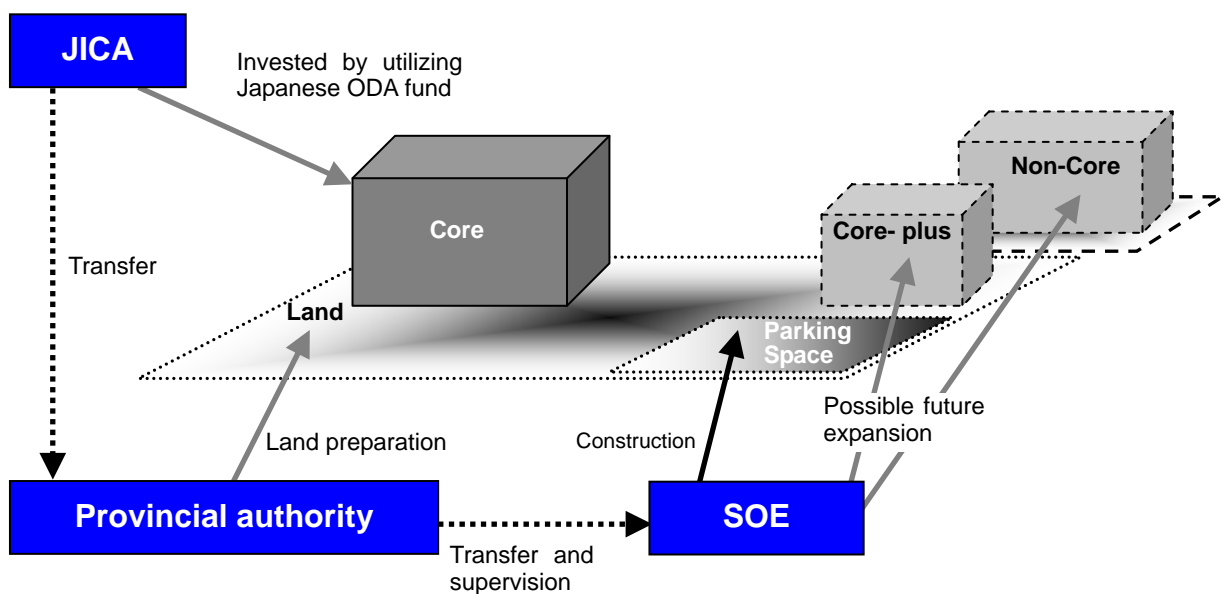 JICA
Invested by utilizing
Japanese ODA fund
Non-Core
Core
Core- plus
Transfer
Land
Parking
Space
Possible future
expansion
Land preparation
Construction
Provincial authority
SOE
Transfer and
supervision